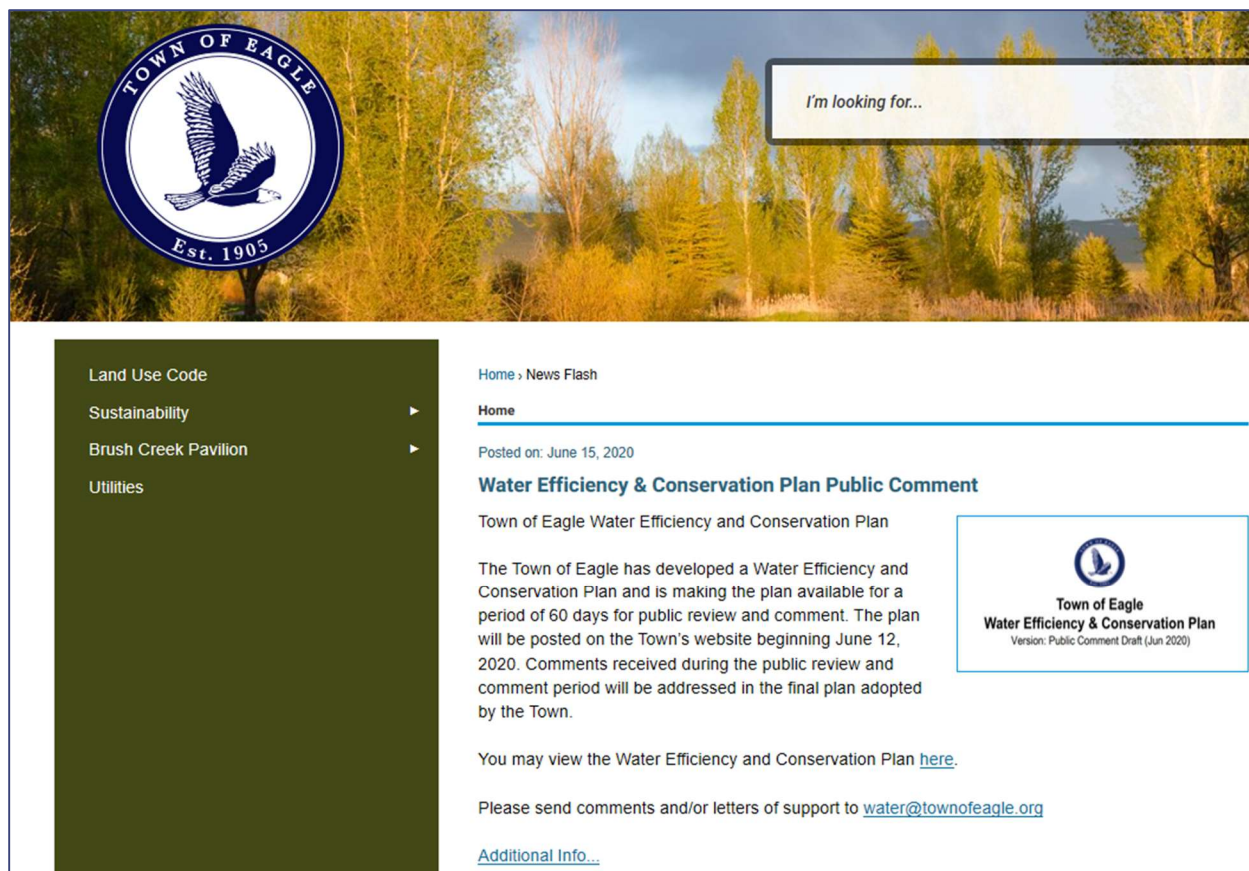 TOWN OF EAGLE
Est. 1905
I'm looking for...
Land Use Code
Sustainability
Brush Creek Pavilion
Utilities
Home › News Flash
Home
Posted on: June 15, 2020
Water Efficiency & Conservation Plan Public Comment
Town of Eagle Water Efficiency and Conservation Plan
The Town of Eagle has developed a Water Efficiency and
Conservation Plan and is making the plan available for a
period of 60 days for public review and comment. The plan
will be posted on the Town's website beginning June 12,
2020. Comments received during the public review and
comment period will be addressed in the final plan adopted
by the Town.
Town of Eagle
Water Efficiency & Conservation Plan
Version: Public Comment Draft (Jun 2020)
You may view the Water Efficiency and Conservation Plan here.
Please send comments and/or letters of support to water@townofeagle.org
Additional Info...